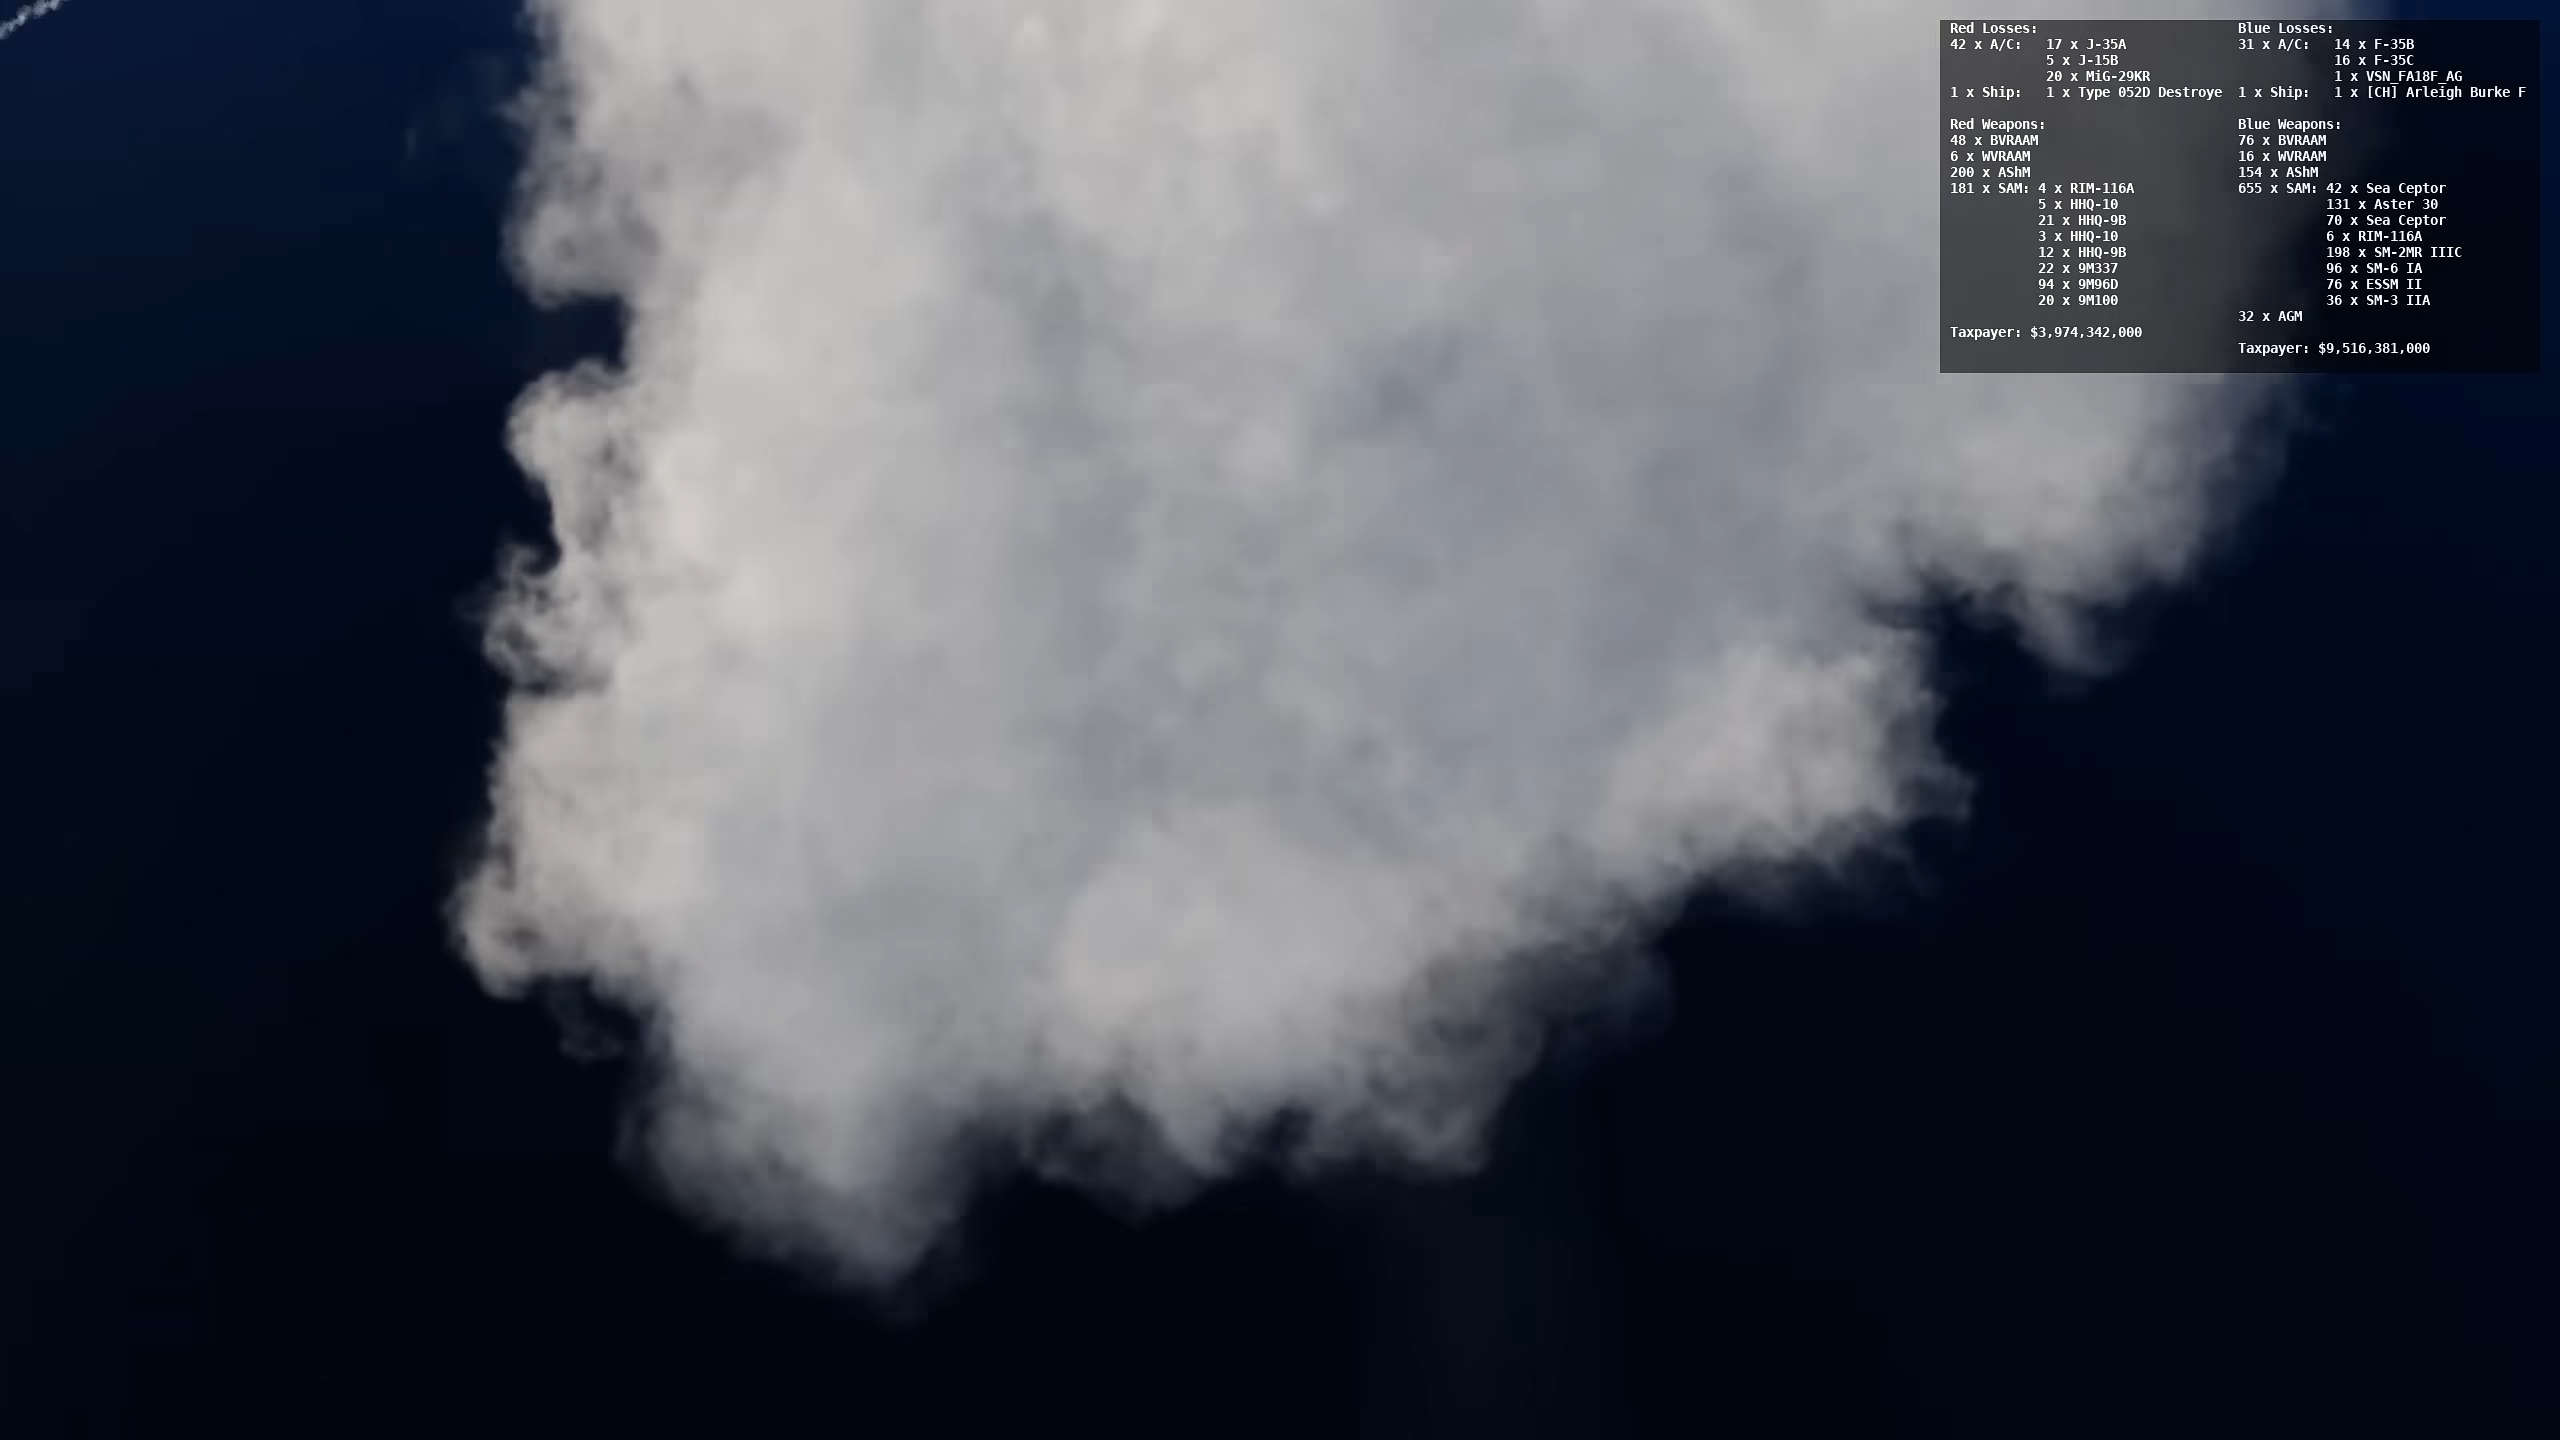 Red Losses:
42 x A/C: 17 x J-35A
5 x J-15B
20 x MiG-29KR
1 x Ship: 1 x Type 052D Destroye
Red Weapons:
48 x BVRAAM
6 x WVRAAM
200 x AShM
181 x SAM: 4 x RIM-116A
5 x HHQ-10
21 x HHQ-9B
3 x HHQ-10
12 x HHQ-9B
22 x 9M337
94 x 9M96D
20 x 9M100
Taxpayer: $3,974,342,000
Blue Losses:
31 x A/C: 14 x F-35B
16 x F-35C
1 x VSN_FA18F_AG
1 x Ship: 1 x [CH] Arleigh Burke F
Blue Weapons:
76 x BVRAAM
16 x WVRAAM
154 x AShM
655 x SAM: 42 x Sea Ceptor
131 x Aster 30
70 x Sea Ceptor
6 x RIM-116A
198 x SM-2MR IIIC
96 x SM-6 IA
76 x ESSM II
36 x SM-3 IIA
32 x AGM
Taxpayer: $9,516,381,000